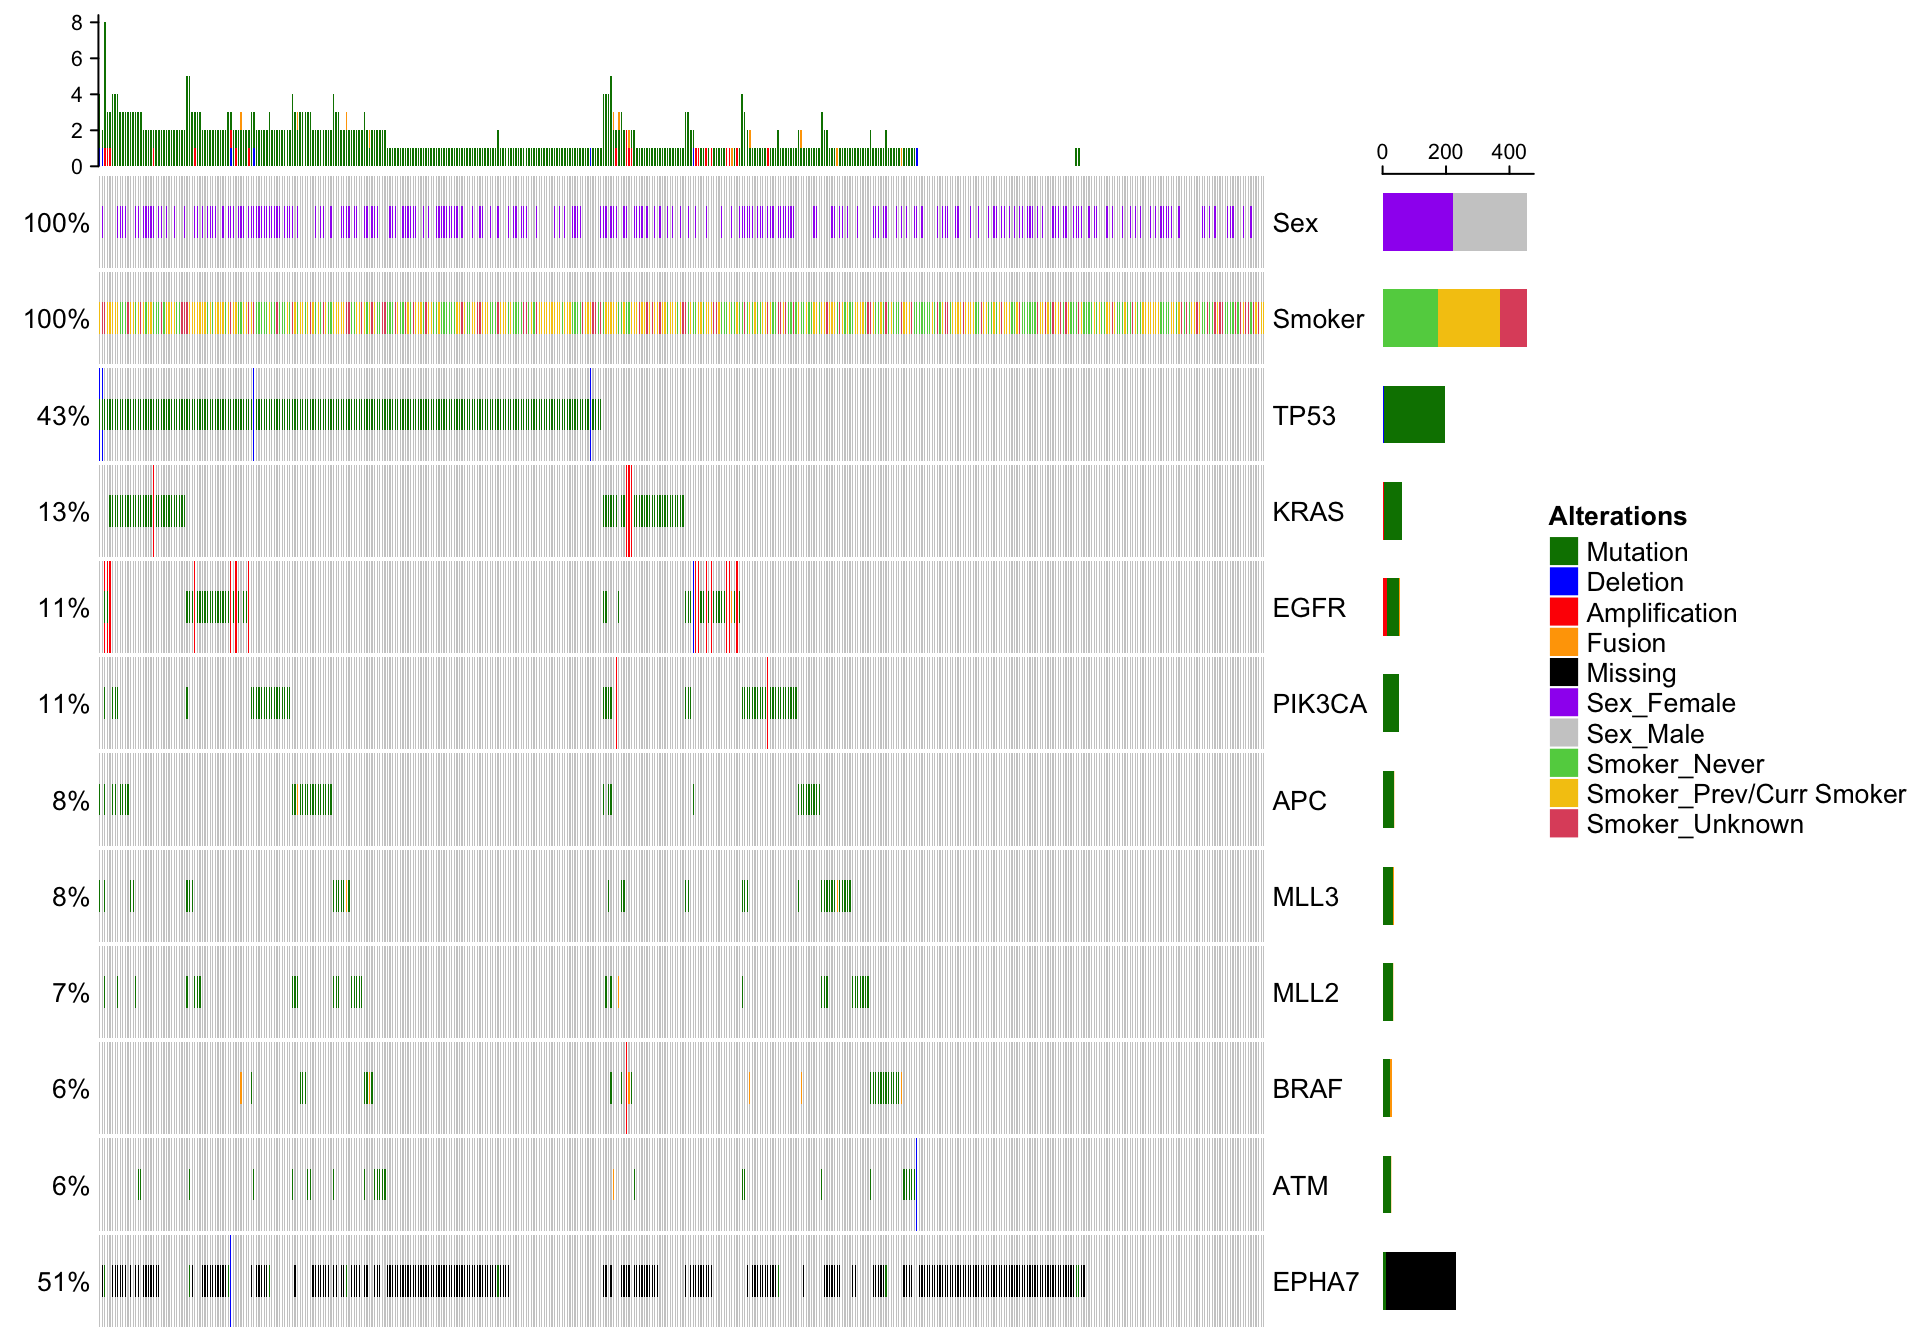 8
6
4
2
0
0 200 400
100% Sex
100% Smoker
43% TP53
13% KRAS
11% EGFR
11% PIK3CA
8% APC
8% MLL3
7% MLL2
6% BRAF
6% ATM
51% EPHA7
Alterations
Mutation
Deletion
Amplification
Fusion
Missing
Sex_Female
Sex_Male
Smoker_Never
Smoker_Prev/Curr Smoker
Smoker_Unknown